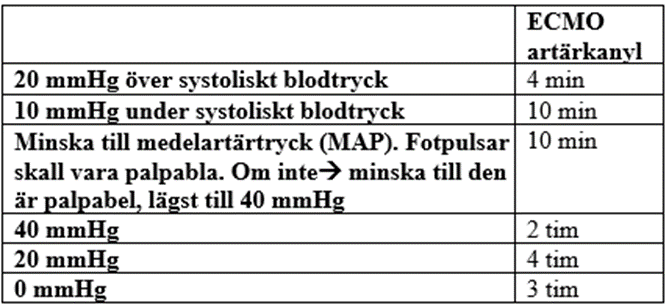 ECMO
artärkanyl
20 mmHg över systoliskt blodtryck 4 min
10 mmHg under systoliskt blodtryck 10 min
Minska till medelartärtryck (MAP). Fotpulsar 10 min
skall vara palpabla. Om inte→ minska till den
är palpabel, lägst till 40 mmHg
40 mmHg 2 tim
20 mmHg 4 tim
0 mmHg 3 tim